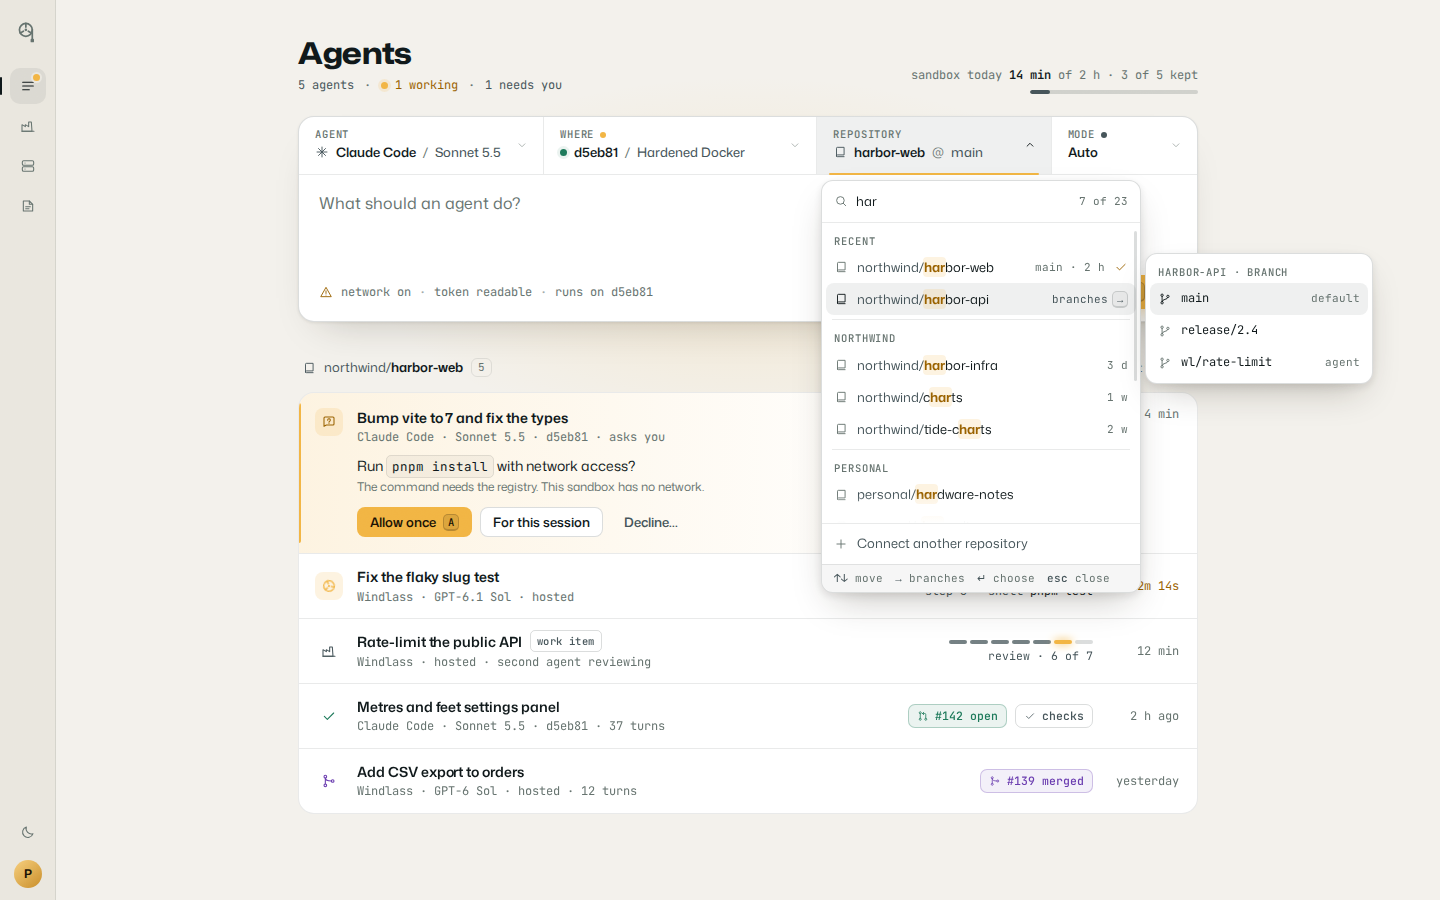 Agents
5 agents · 1 working · 1 needs you
sandbox today 14 min of 2 h · 3 of 5 kept
AGENT
Claude Code / Sonnet 5.5
WHERE
d5eb81 / Hardened Docker
REPOSITORY
harbor-web @ main
MODE
Auto
What should an agent do?
network on · token readable · runs on d5eb81
har
7 of 23
RECENT
northwind/harbor-web main · 2 h
northwind/harbor-api branches →
NORTHWIND
northwind/harbor-infra 3 d
northwind/charts 1 w
northwind/tide-charts 2 w
PERSONAL
personal/hardware-notes
Connect another repository
↑↓ move → branches ↵ choose esc close
HARBOR-API · BRANCH
main default
release/2.4
wl/rate-limit agent
northwind/harbor-web 5
Bump vite to 7 and fix the types
4 min
Claude Code · Sonnet 5.5 · d5eb81 · asks you
Run pnpm install with network access?
The command needs the registry. This sandbox has no network.
Allow once A
For this session
Decline...
Fix the flaky slug test
Windlass · GPT-6.1 Sol · hosted
2m 14s
Rate-limit the public API work item
Windlass · hosted · second agent reviewing
review · 6 of 7
12 min
Metres and feet settings panel
Claude Code · Sonnet 5.5 · d5eb81 · 37 turns
#142 open
checks
2 h ago
Add CSV export to orders
Windlass · GPT-6 Sol · hosted · 12 turns
#139 merged
yesterday
P